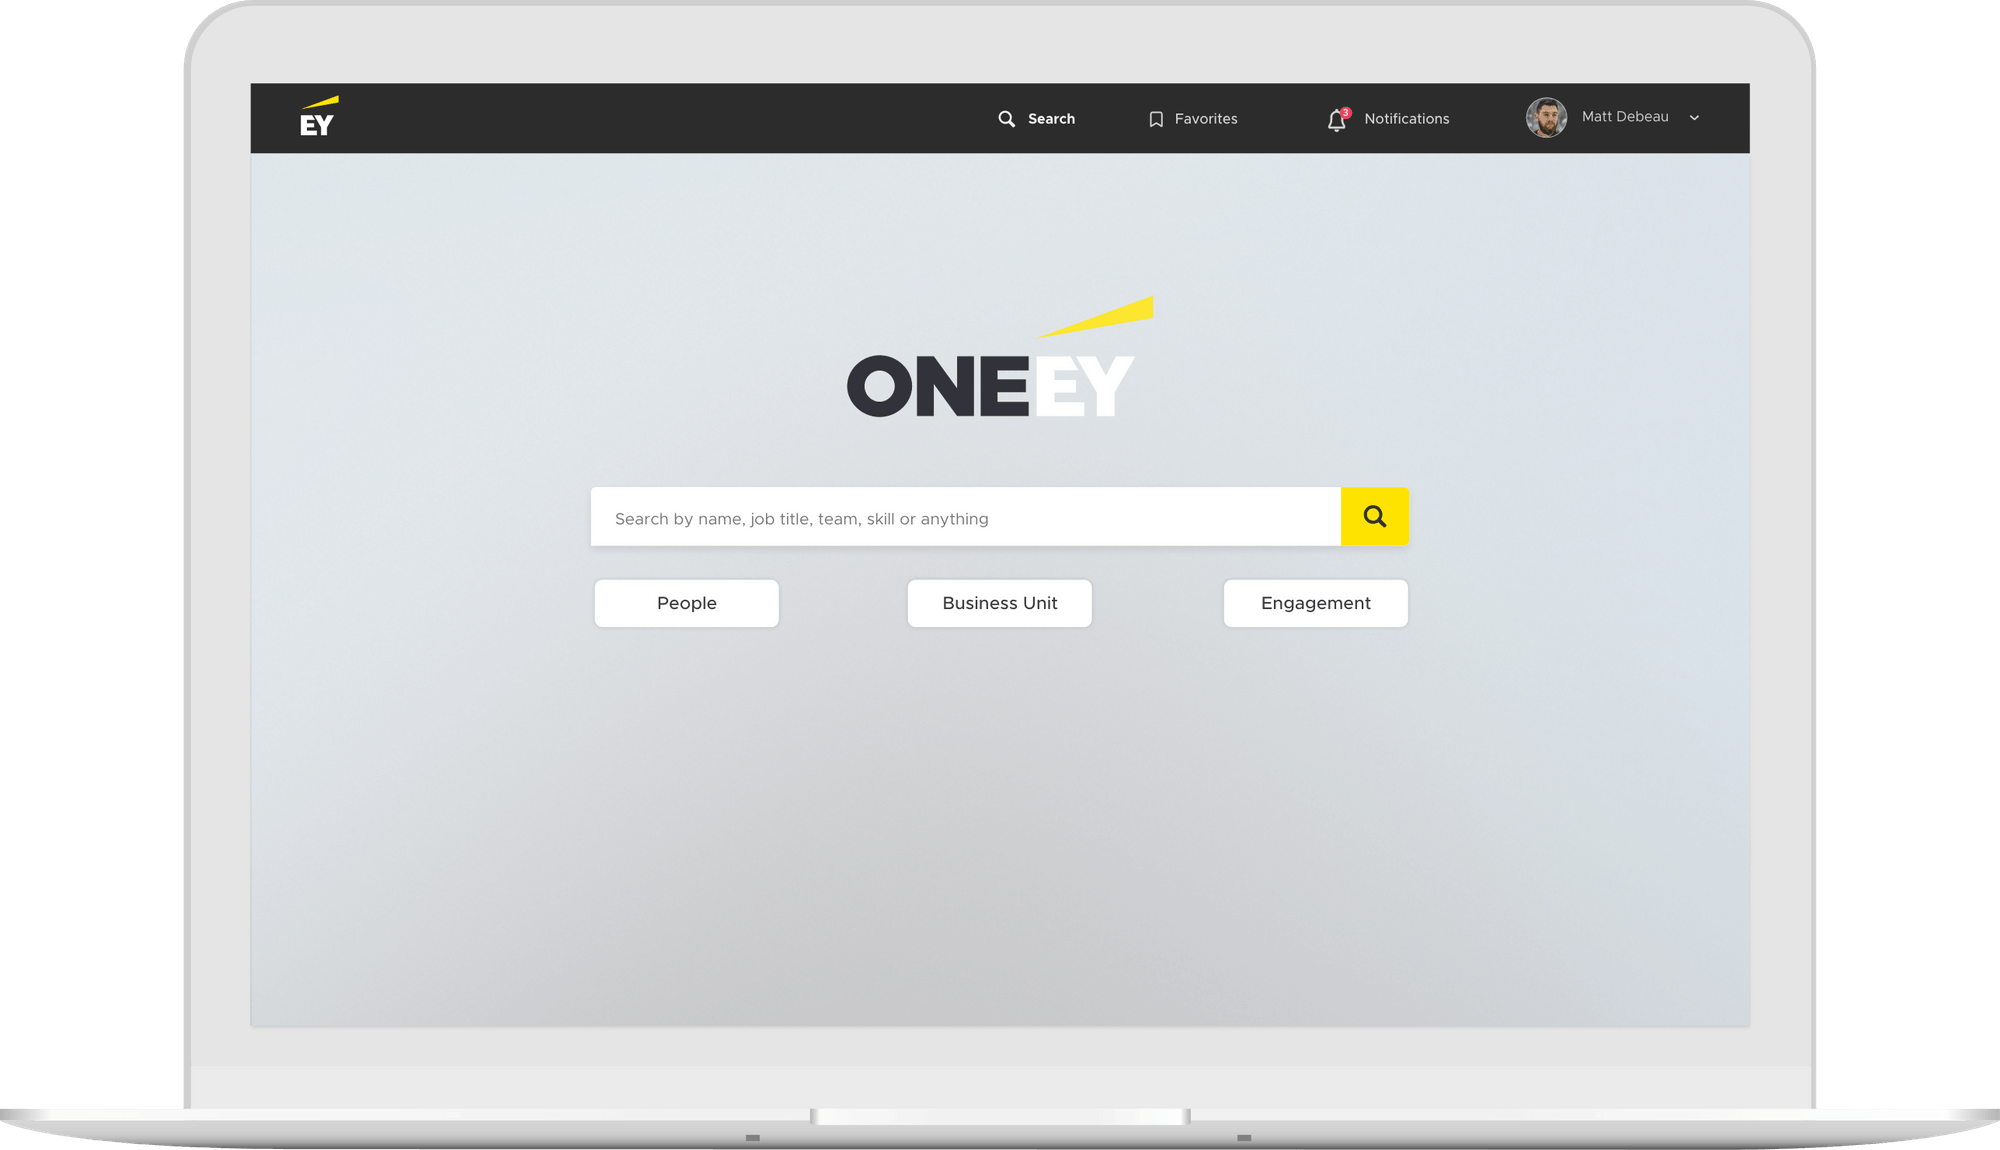 EY
Search
Favorites
3
Notifications
Matt Debeau
ONEEY
Search by name, job title, team, skill or anything
People
Business Unit
Engagement